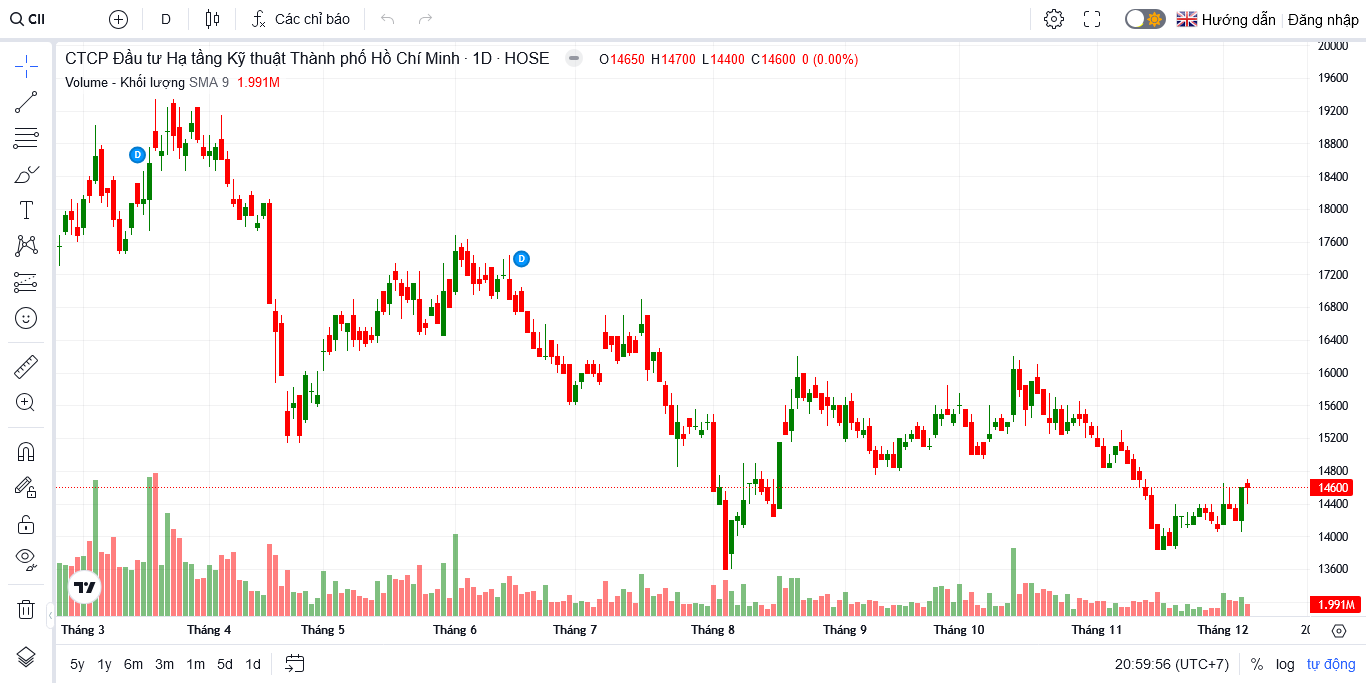 CII
D
Các chỉ báo
Hướng dẫn
Đăng nhập
CTCP Đầu tư Hạ tầng Kỹ thuật Thành phố Hồ Chí Minh · 1D · HOSE
O14650 H14700 L14400 C14600 0 (0.00%)
Volume - Khối lượng SMA 9 1.991M
D
D
20000
19600
19200
18800
18400
18000
17600
17200
16800
16400
16000
15600
15200
14800
14600
14400
14000
13600
1.991M
Tháng 3
Tháng 4
Tháng 5
Tháng 6
Tháng 7
Tháng 8
Tháng 9
Tháng 10
Tháng 11
Tháng 12
5y 1y 6m 3m 1m 5d 1d
20:59:56 (UTC+7)
% log tự động